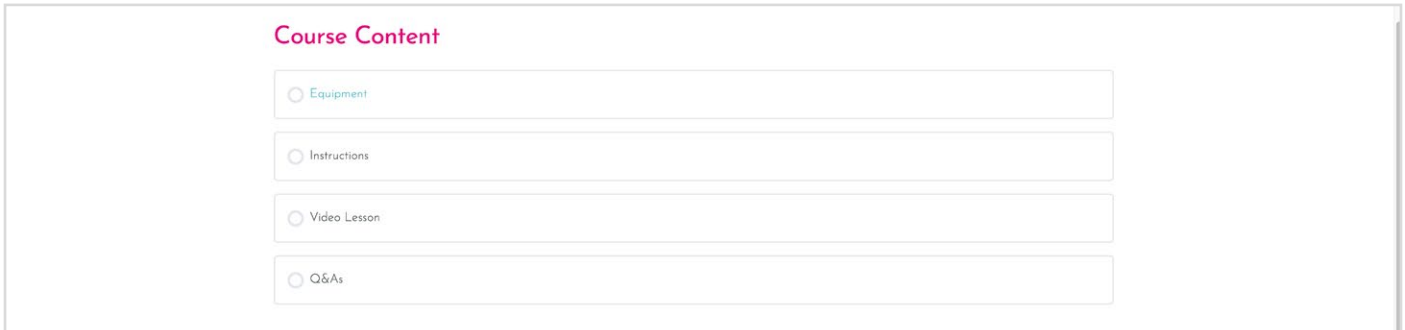 Course Content
Equipment
Instructions
Video Lesson
Q&As